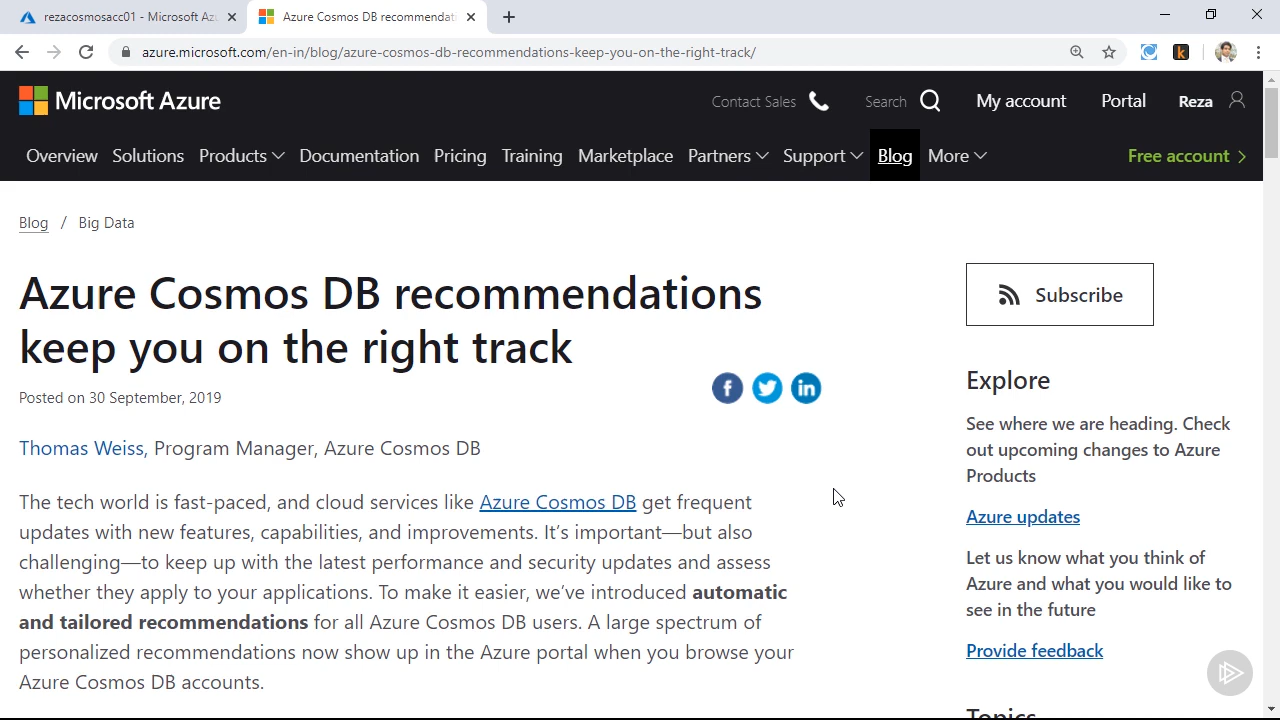 rezacosmosacc01 - Microsoft Azu
Azure Cosmos DB recommendati
azure.microsoft.com/en-in/blog/azure-cosmos-db-recommendations-keep-you-on-the-right-track/
Microsoft Azure
Contact Sales
Search
My account
Portal
Reza
Overview
Solutions
Products
Documentation
Pricing
Training
Marketplace
Partners
Support
Blog
More
Free account
Blog / Big Data
Azure Cosmos DB recommendations
keep you on the right track
Posted on 30 September, 2019
Thomas Weiss, Program Manager, Azure Cosmos DB
The tech world is fast-paced, and cloud services like Azure Cosmos DB get frequent
updates with new features, capabilities, and improvements. It's important—but also
challenging—to keep up with the latest performance and security updates and assess
whether they apply to your applications. To make it easier, we've introduced automatic
and tailored recommendations for all Azure Cosmos DB users. A large spectrum of
personalized recommendations now show up in the Azure portal when you browse your
Azure Cosmos DB accounts.
Subscribe
Explore
See where we are heading. Check
out upcoming changes to Azure
Products
Azure updates
Let us know what you think of
Azure and what you would like to
see in the future
Provide feedback
Topics